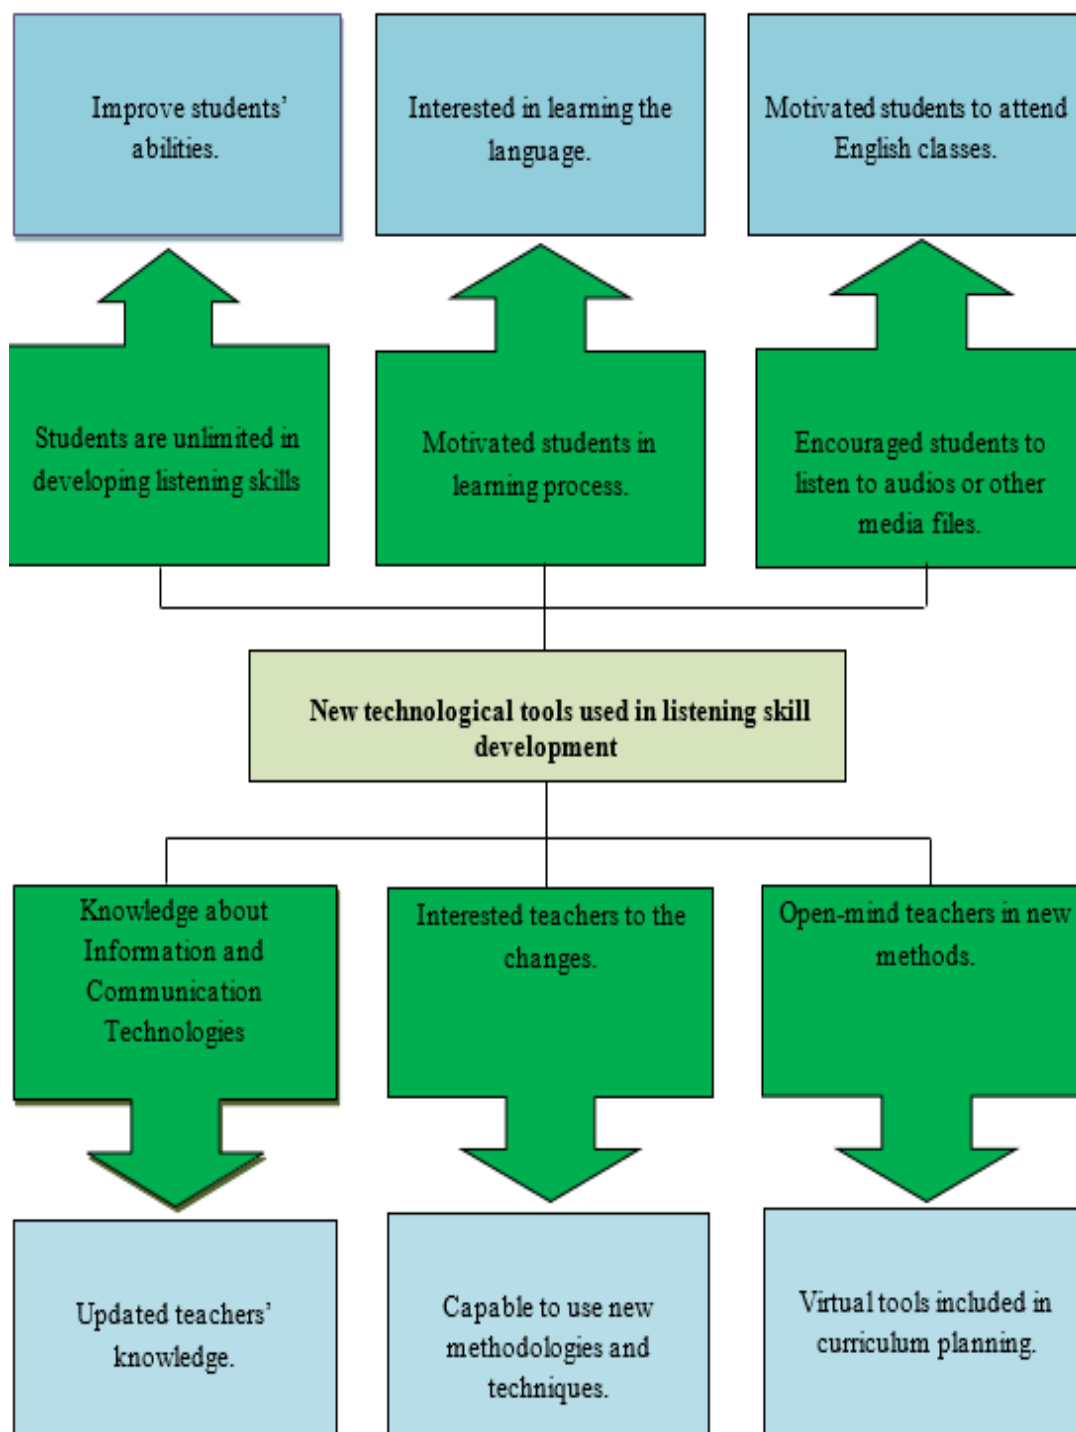 Improve students’
abilities.
Interested in learning the
language.
Motivated students to attend
English classes.
Students are unlimited in
developing listening skills
Motivated students in
learning process.
Encouraged students to
listen to audios or other
media files.
New technological tools used in listening skill
development
Knowledge about
Information and
Communication
Technologies
Interested teachers to the
changes.
Open-mind teachers in new
methods.
Updated teachers’
knowledge.
Capable to use new
methodologies and
techniques.
Virtual tools included in
curriculum planning.